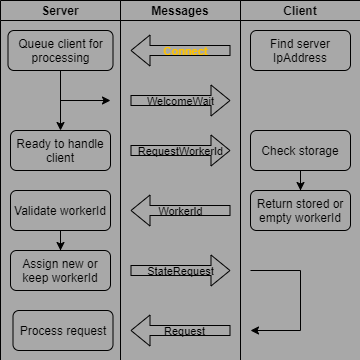 Server
Messages
Client
Queue client for
processing
Connect
Find server
IpAddress
WelcomeWait
Ready to handle
client
RequestWorkerId
Check storage
Validate workerId
WorkerId
Return stored or
empty workerId
Assign new or
keep workerId
StateRequest
Process request
Request